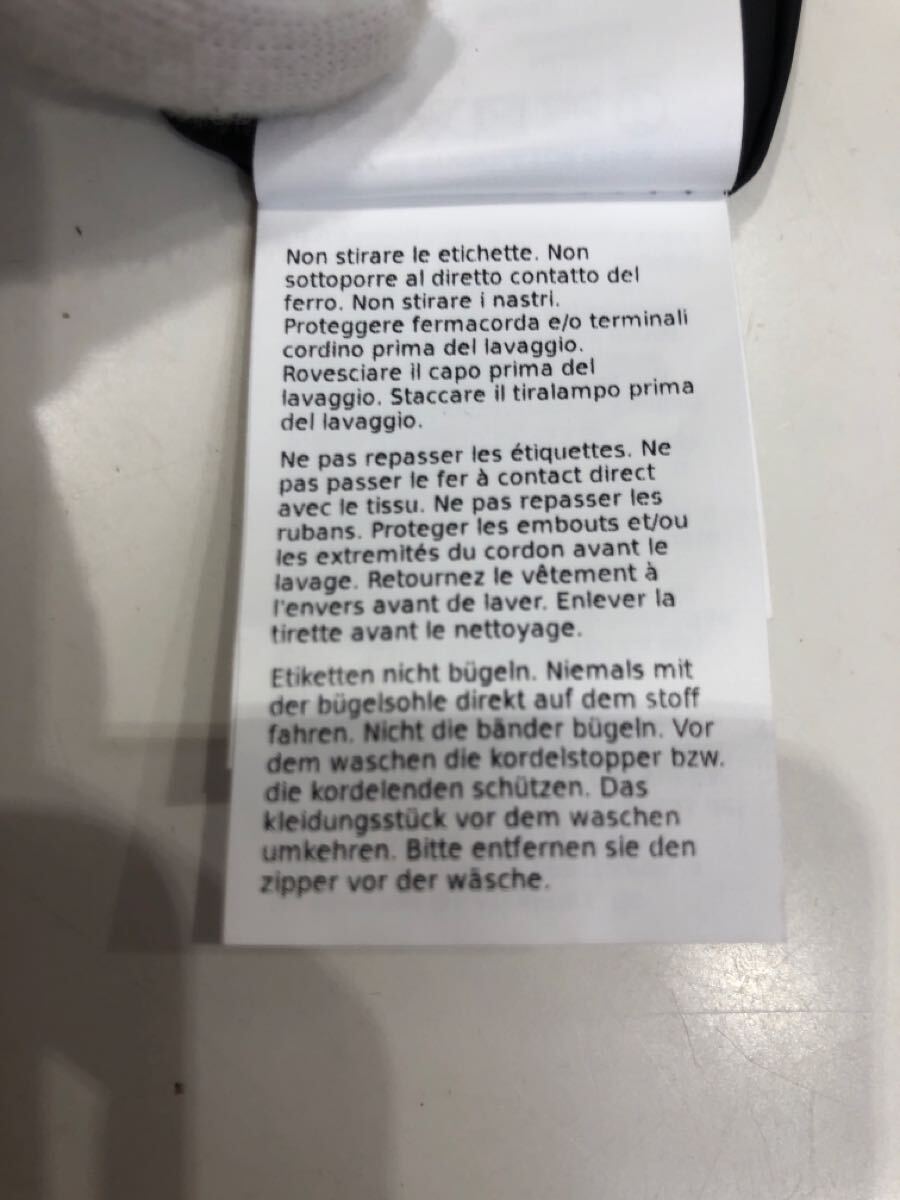 Non stirare le etichette. Non
sottoporre al diretto contatto del
ferro. Non stirare i nastri.
Proteggere fermacorda e/o terminali
cordino prima del lavaggio.
Rovesciare il capo prima del
lavaggio. Staccare il tiralampo prima
del lavaggio.
Ne pas repasser les étiquettes. Ne
pas passer le fer à contact direct
avec le tissu. Ne pas repasser les
rubans. Proteger les embouts et/ou
les extremités du cordon avant le
lavage. Retournez le vêtement à
l'envers avant de laver. Enlever la
tirette avant le nettoyage.
Etiketten nicht bügeln. Niemals mit
der bügelsohle direkt auf dem stoff
fahren. Nicht die bänder bügeln. Vor
dem waschen die kordelstopper bzw.
die kordelenden schützen. Das
kleidungsstück vor dem waschen
umkehren. Bitte entfernen sie den
zipper vor der wäsche.